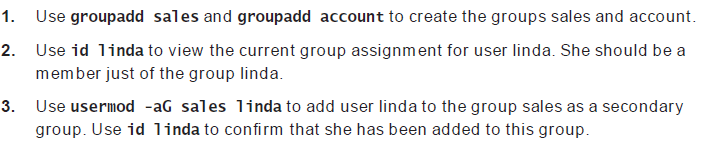 1. Use groupadd sales and groupadd account to create the groups sales and account.
2. Use id linda to view the current group assignment for user linda. She should be a
member just of the group linda.
3. Use usermod -aG sales linda to add user linda to the group sales as a secondary
group. Use id linda to confirm that she has been added to this group.